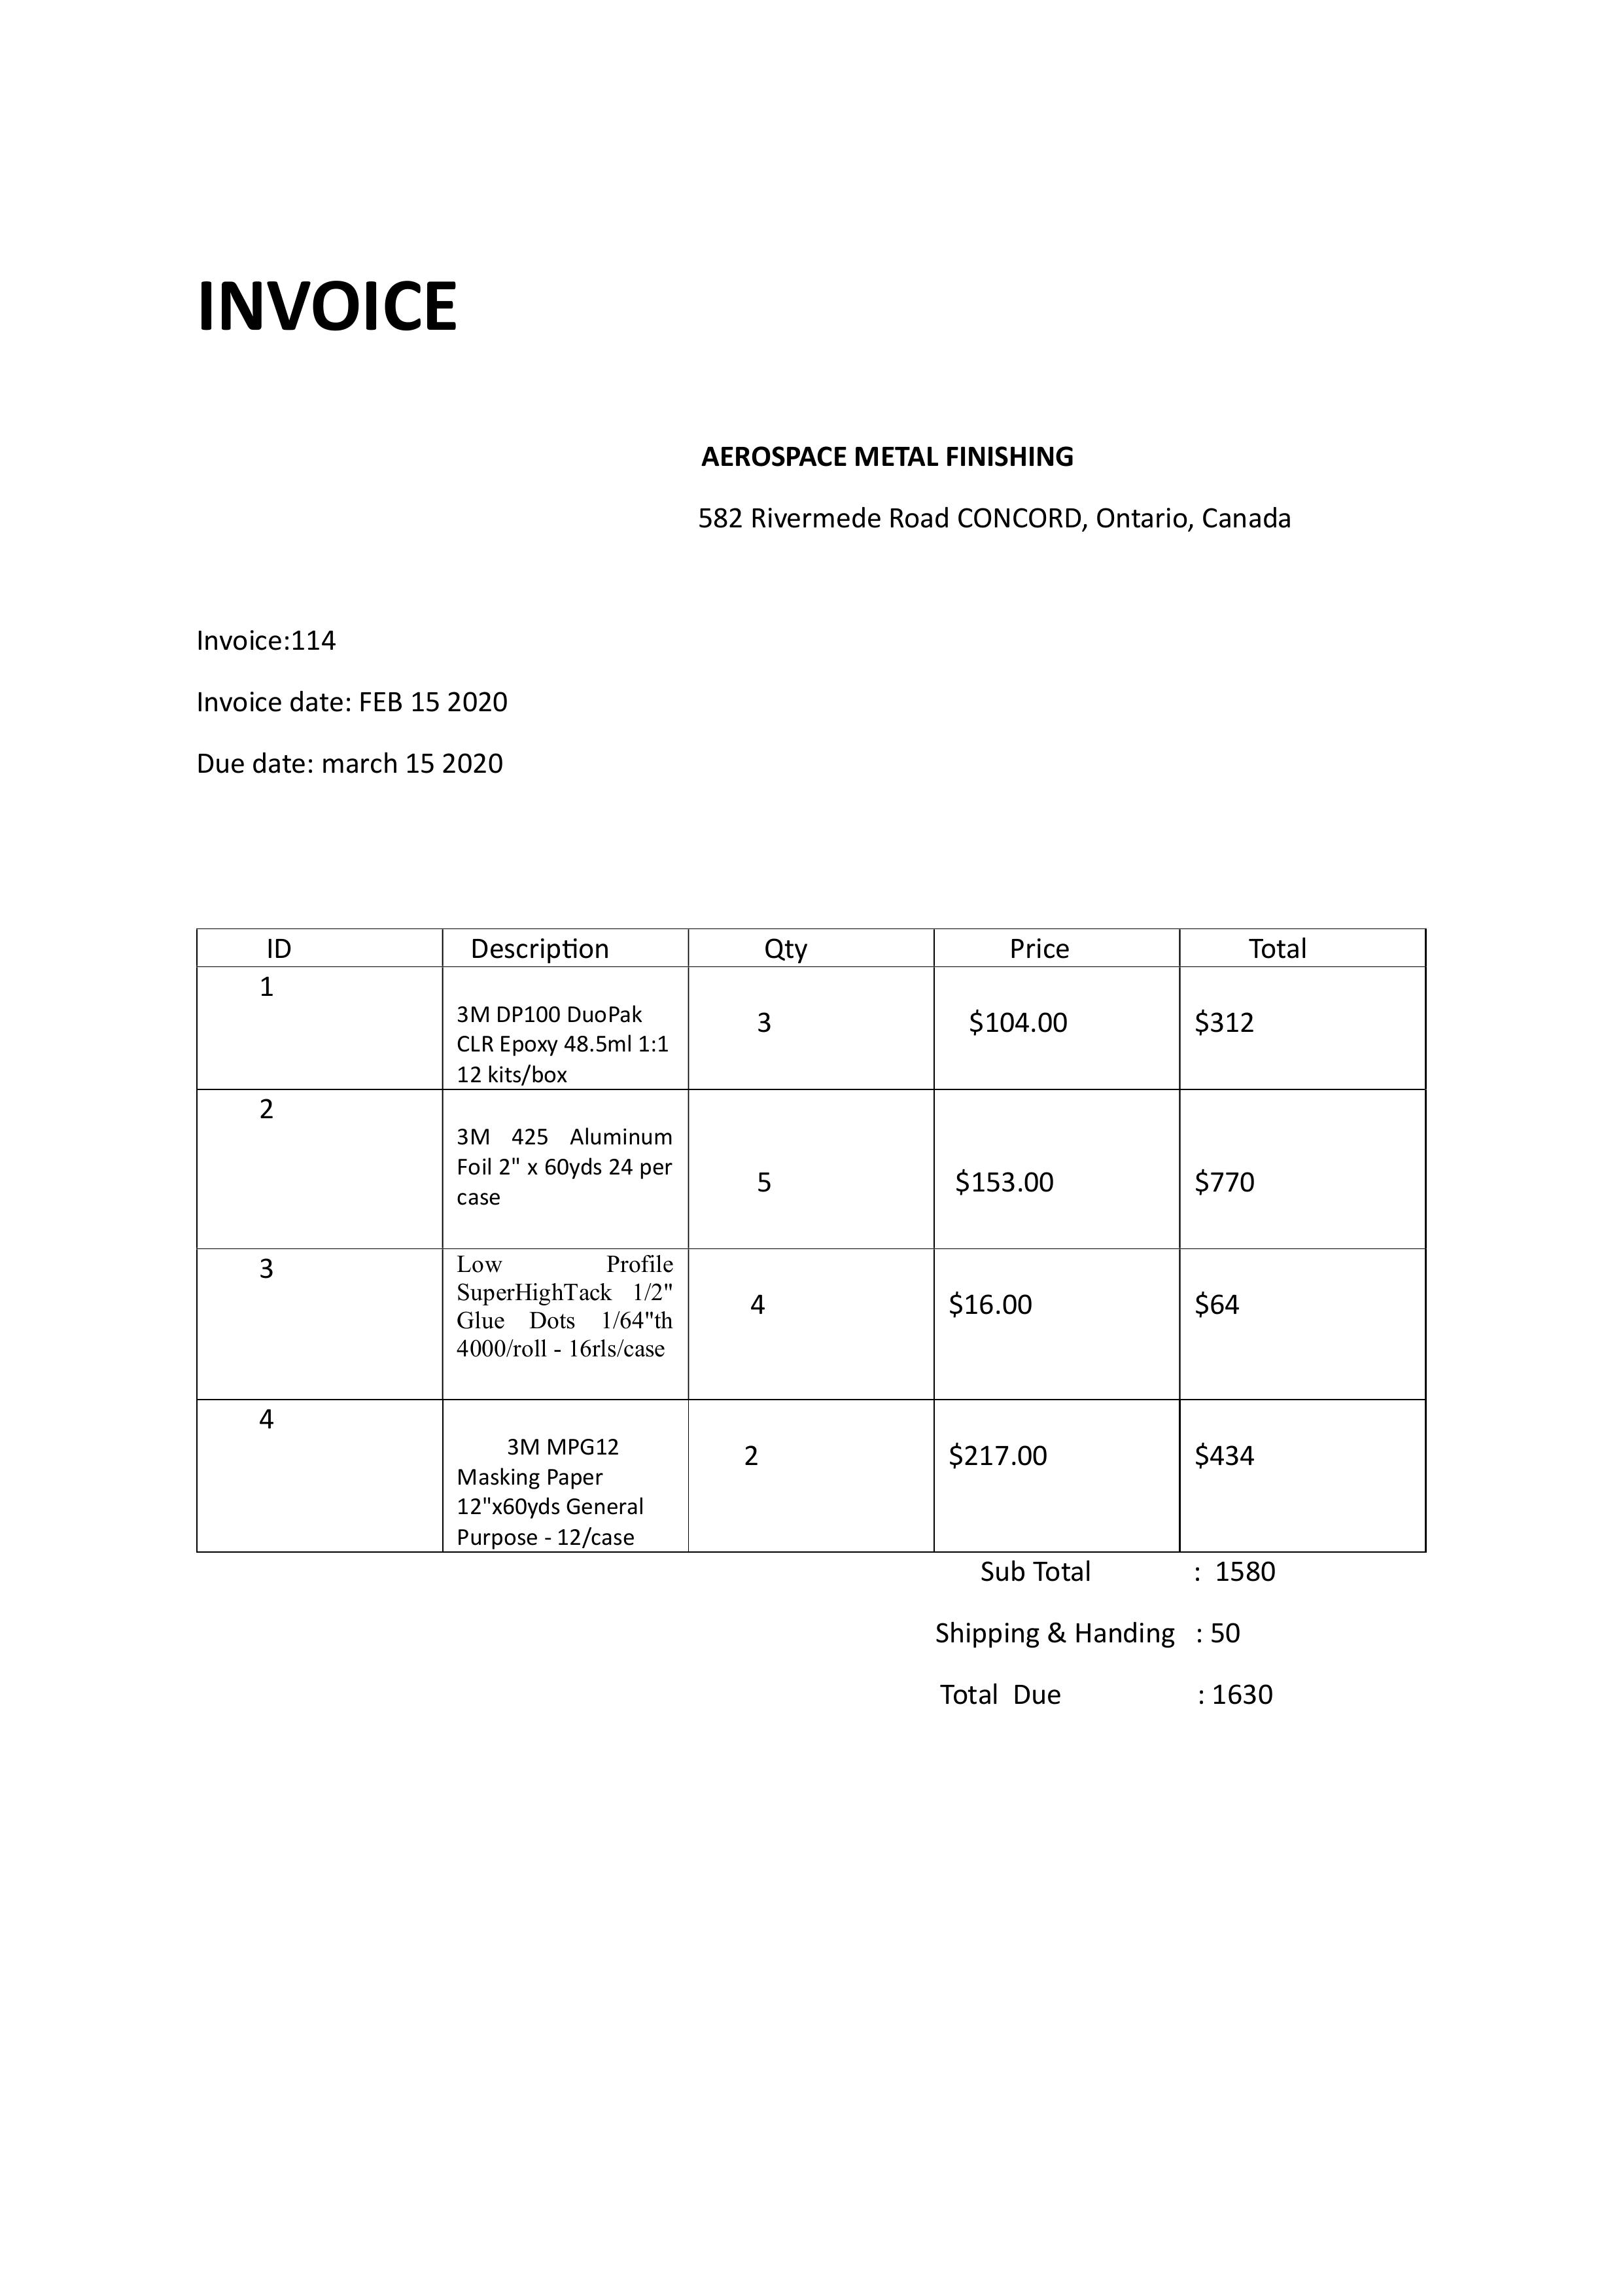 INVOICE
AEROSPACE METAL FINISHING
582 Rivermede Road CONCORD, Ontario, Canada
Invoice:114
Invoice date: FEB 15 2020
Due date: march 15 2020
ID Description Qty Price Total
1
3M DP100 DuoPak
CLR Epoxy 48.5ml 1:1
12 kits/box
3 $104.00 $312
2
3M 425 Aluminum
Foil 2" x 60yds 24 per
case
5 $153.00 $770
3
Low Profile
SuperHighTack 1/2"
Glue Dots 1/64"th
4000/roll - 16rls/case
4 $16.00 $64
4
3M MPG12
Masking Paper
12"x60yds General
Purpose - 12/case
2 $217.00 $434
Sub Total : 1580
Shipping & Handing : 50
Total Due : 1630